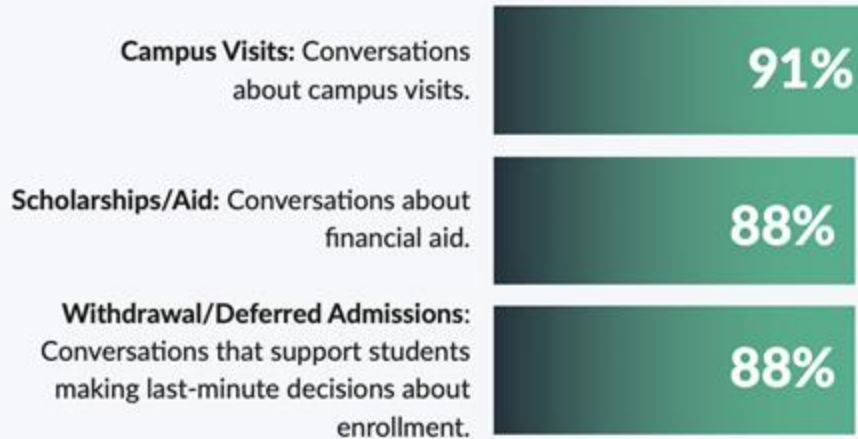 Campus Visits: Conversations
about campus visits.
91%
Scholarships/Aid: Conversations about
financial aid.
88%
Withdrawal/Deferred Admissions:
Conversations that support students
making last-minute decisions about
enrollment.
88%